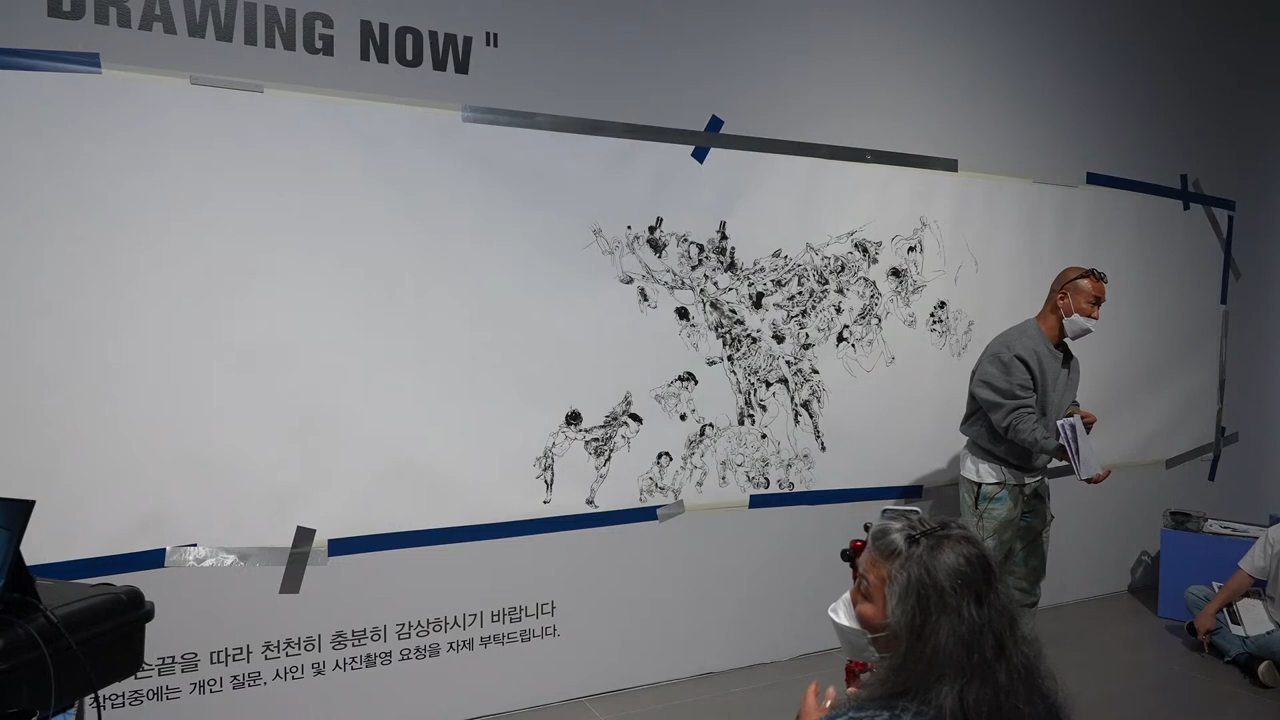 DRAWING NOW"
손끝을 따라 천천히 충분히 감상하시기 바랍니다
작업중에는 개인 질문, 사인 및 사진촬영 요청을 자제 부탁드립니다.